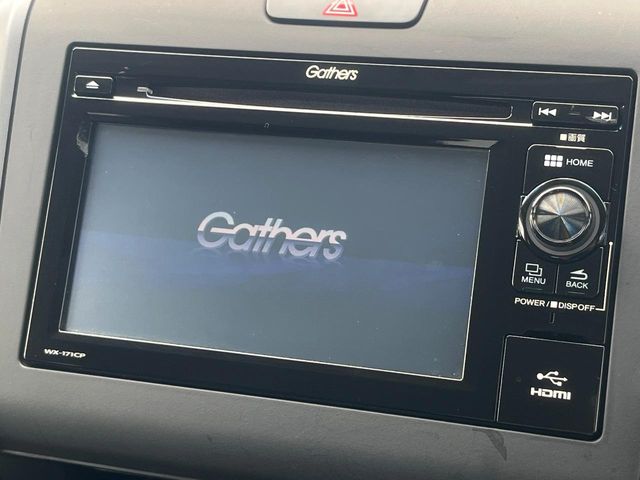 Gathers
■画質
HOME
Gathers
MENU
BACK
POWER/■DISP OFF
WX-171CP
HDMI